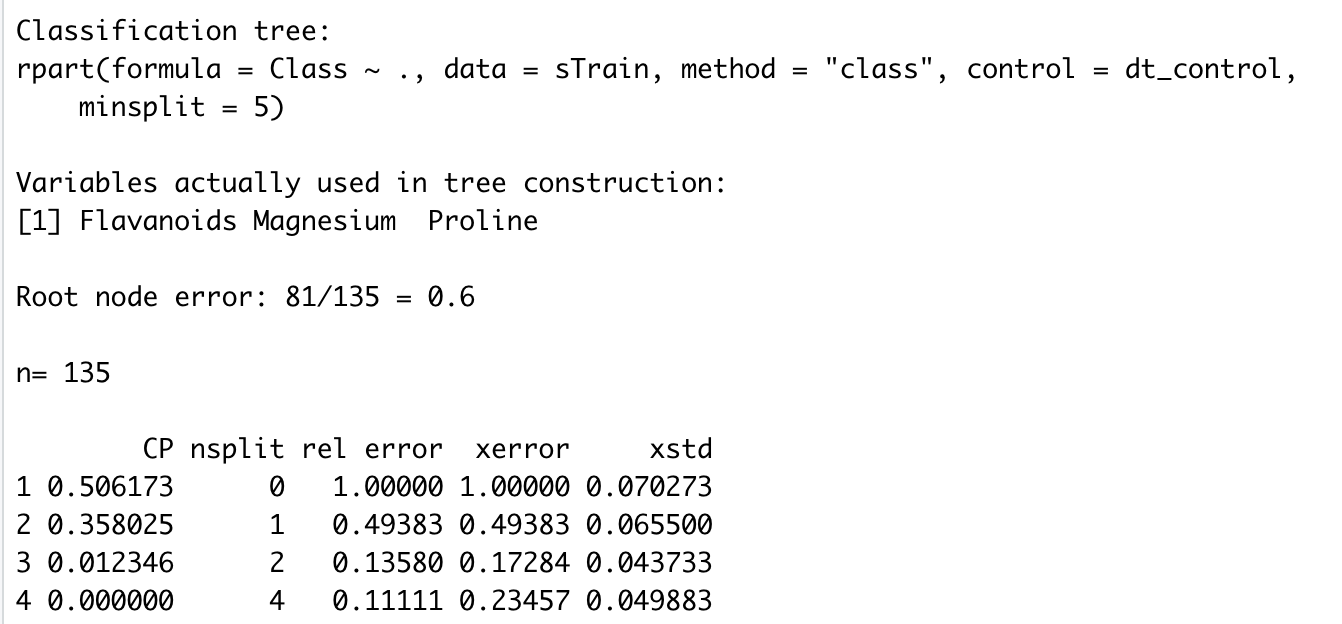 Classification tree:
rpart(formula = Class ~ ., data = sTrain, method = "class", control = dt_control,
    minsplit = 5)

Variables actually used in tree construction:
[1] Flavanoids Magnesium  Proline

Root node error: 81/135 = 0.6

n= 135

        CP nsplit rel error  xerror     xstd
1 0.506173      0   1.00000 1.00000 0.070273
2 0.358025      1   0.49383 0.49383 0.065500
3 0.012346      2   0.13580 0.17284 0.043733
4 0.000000      4   0.11111 0.23457 0.049883